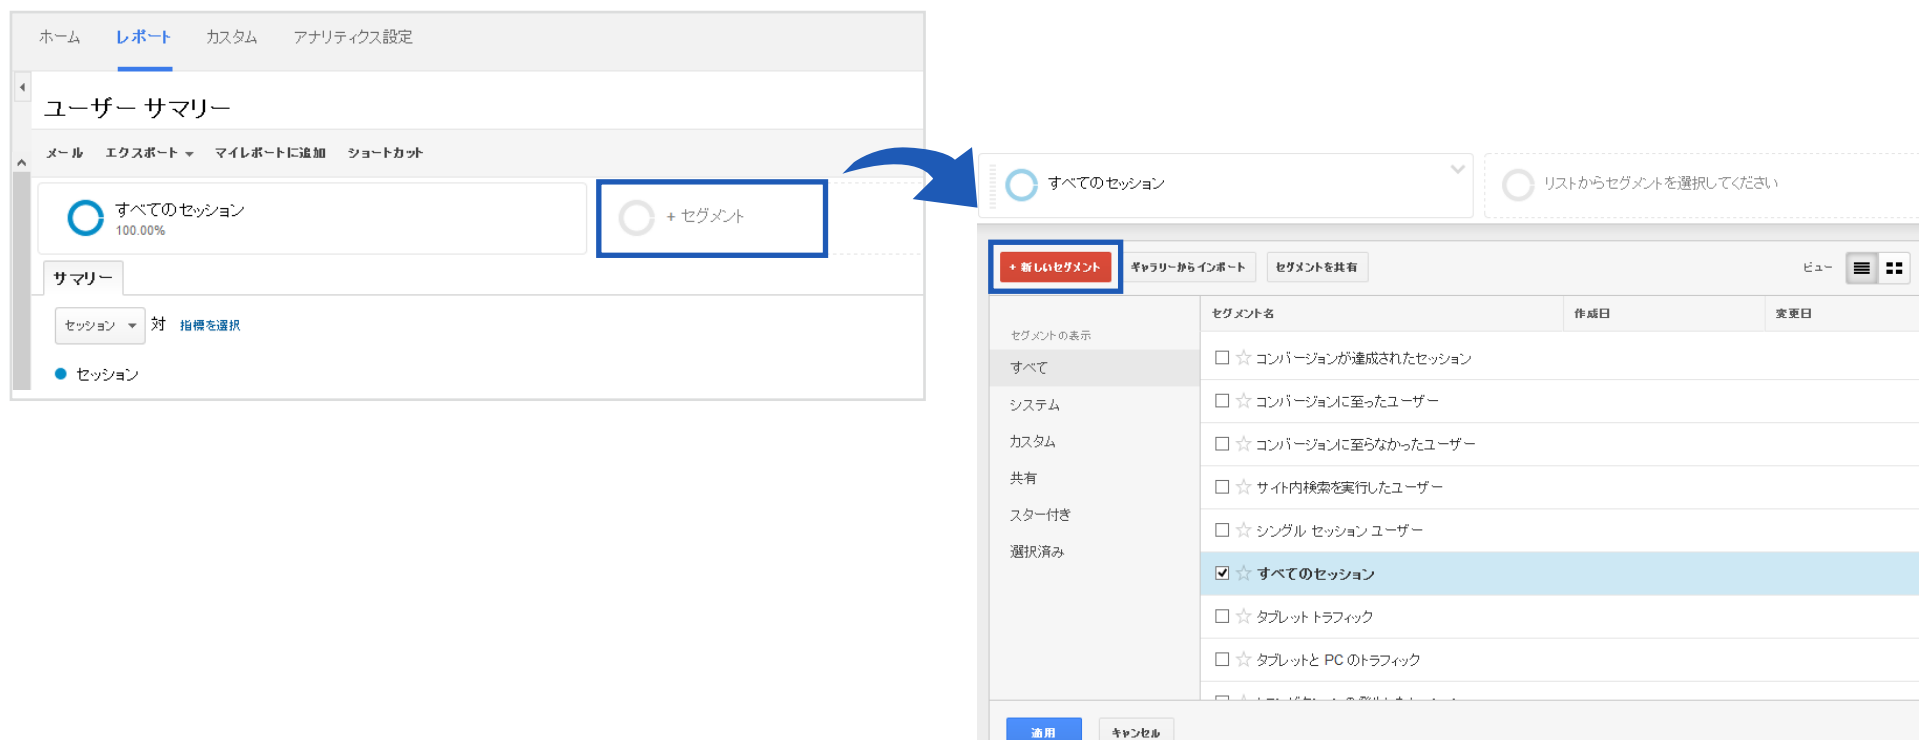 ホーム レポート カスタム アナリティクス設定
ユーザー サマリー
メール エクスポート マイレポートに追加 ショートカット
すべてのセッション
100.00%
+ セグメント
サマリー
セッション 対 指標を選択
セッション
すべてのセッション
リストからセグメントを選択してください
+ 新しいセグメント ギャラリーからインポート セグメントを共有 ビュー
セグメントの表示
すべて
システム
カスタム
共有
スター付き
選択済み
セグメント名 作成日 変更日
コンバージョンが達成されたセッション
コンバージョンに至ったユーザー
コンバージョンに至らなかったユーザー
サイト内検索を実行したユーザー
シングル セッション ユーザー
すべてのセッション
タブレット トラフィック
タブレットと PC のトラフィック
適用 キャンセル